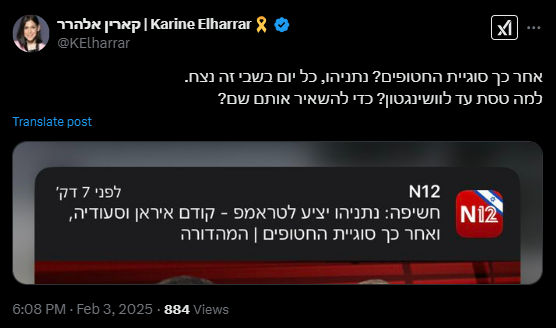 קארין אלהרר | Karine Elharrar
@KElharrar
אחר כך סוגיית החטופים? נתניהו, כל יום בשבי זה נצח.
למה טסת עד לוושינגטון? כדי להשאיר אותם שם?
Translate post
N12
לפני 7 דק'
חשיפה: נתניהו יציע לטראמפ - קודם איראן וסעודיה,
ואחר כך סוגיית החטופים | המהדורה
N12
6:08 PM · Feb 3, 2025 · 884 Views